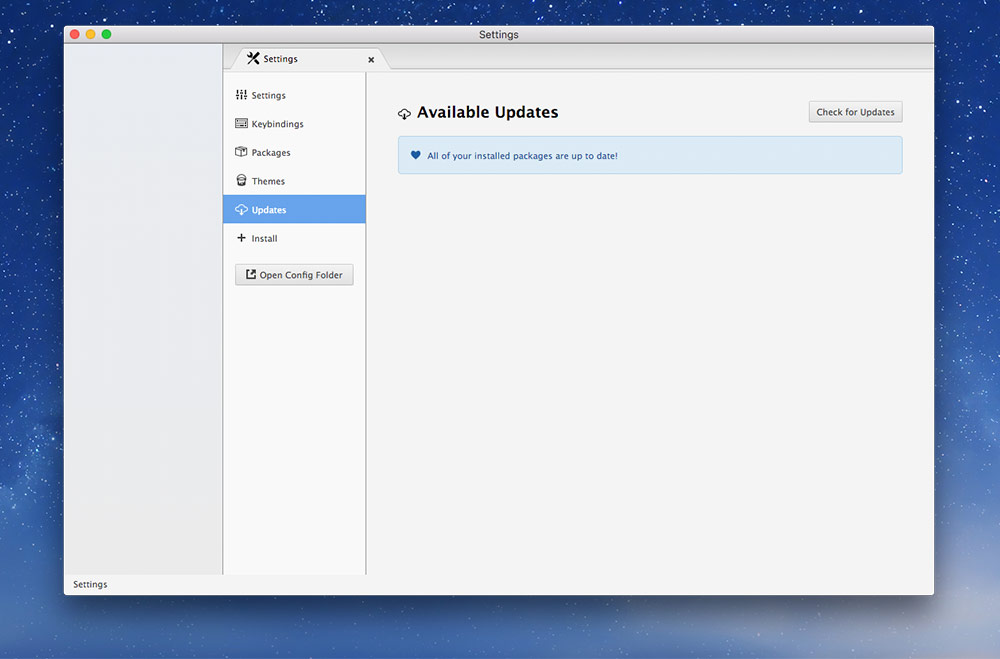 Settings
Settings
Settings
Keybindings
Packages
Themes
Updates
Install
Open Config Folder
Available Updates
Check for Updates
All of your installed packages are up to date!
Settings